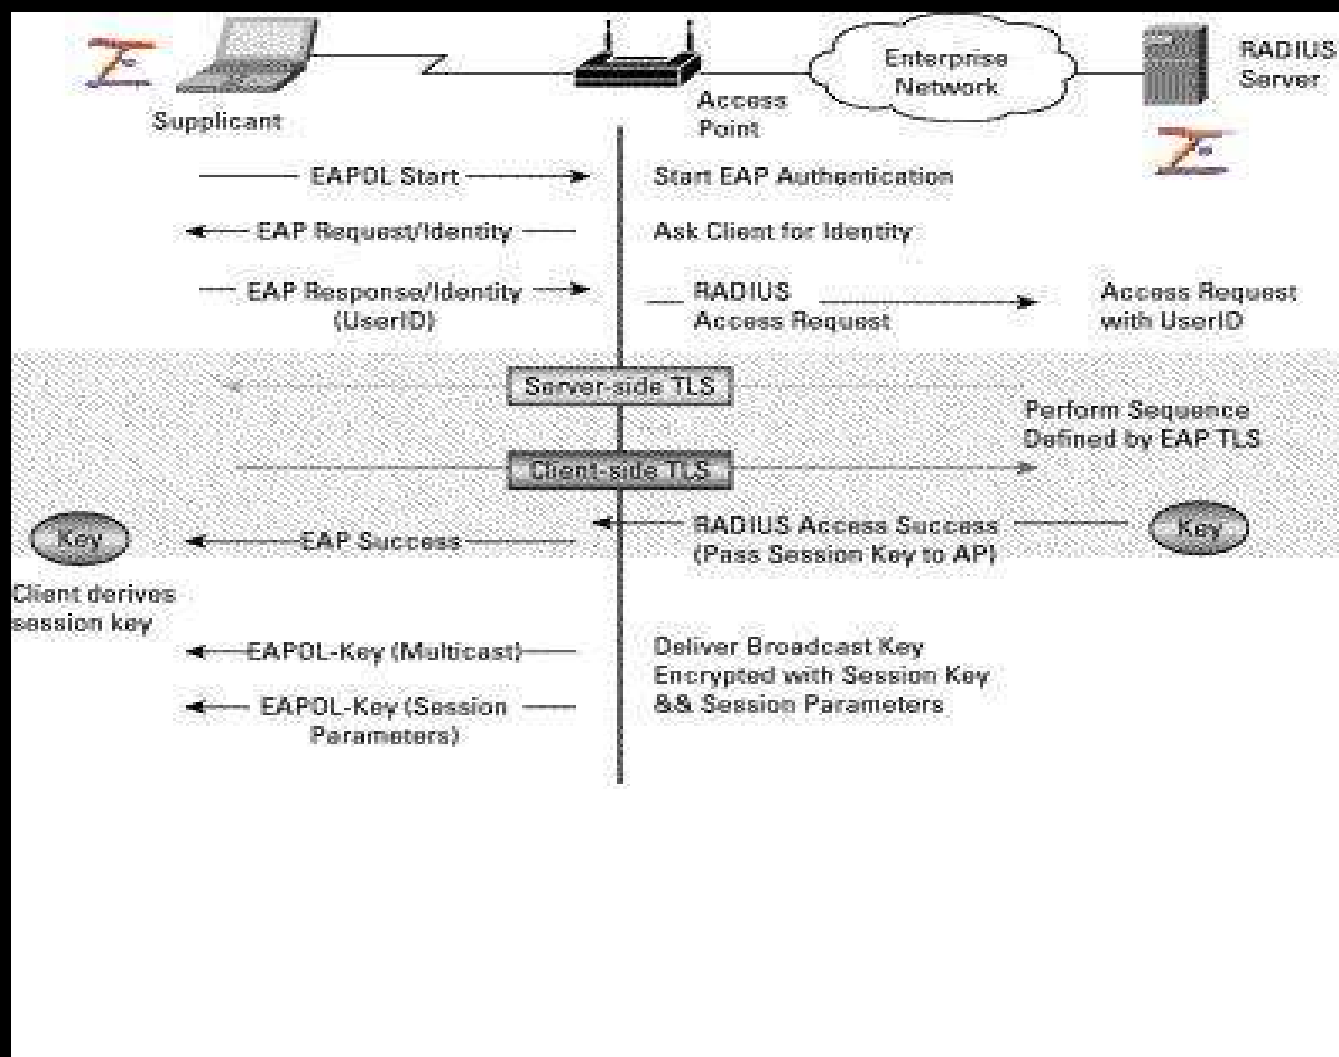 Enterprise
Network
RADIUS
Server
Access
Point
Supplicant
EAPOL Start
Start EAP Authentication
EAP Request/Identity
Ask Client for Identity
EAP Response/Identity
(UserID)
RADIUS
Access Request
Access Request
with UserID
Server-side TLS
Perform Sequence
Defined by EAP TLS
Client-side TLS
RADIUS Access Success
(Pass Session Key to AP)
Key
Key
EAP Success
Client derives
session key
EAPOL-Key (Multicast)
Deliver Broadcast Key
Encrypted with Session Key
&& Session Parameters
EAPOL-Key (Session
Parameters)